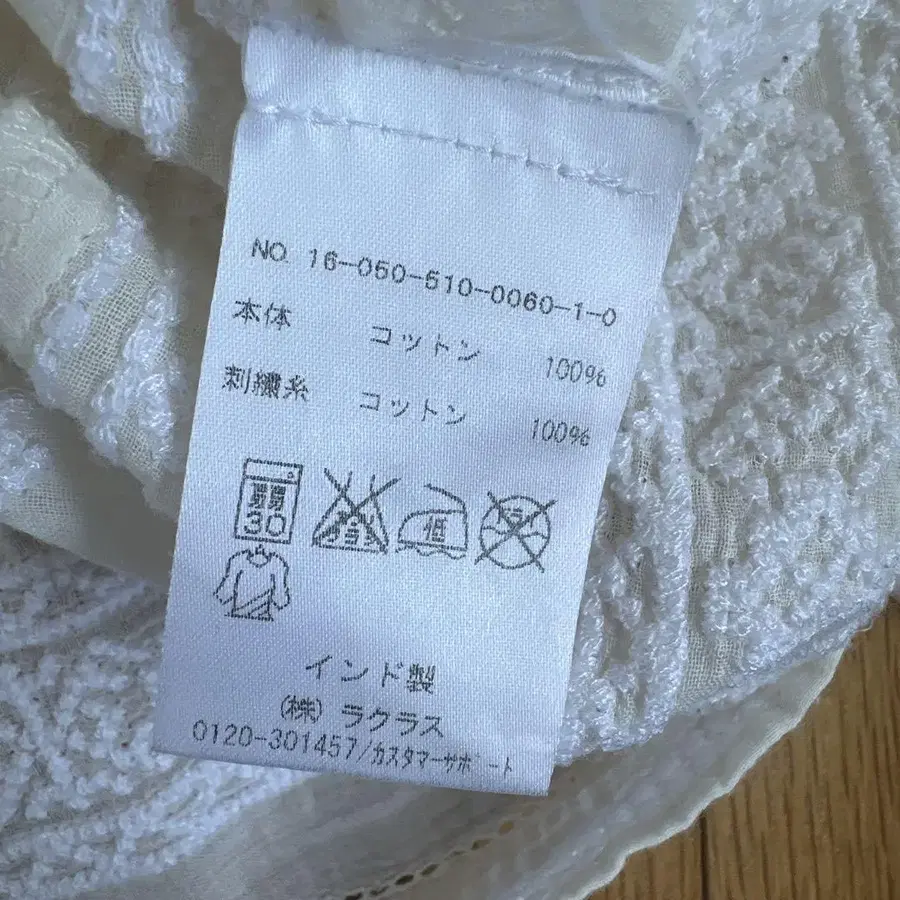 NO. 16-050-510-0060-1-0
本体 コットン 100%
刺繍糸 コットン 100%
弱
30
低
インド製
(株) ラクラス
0120-301457/カスタマーサポート